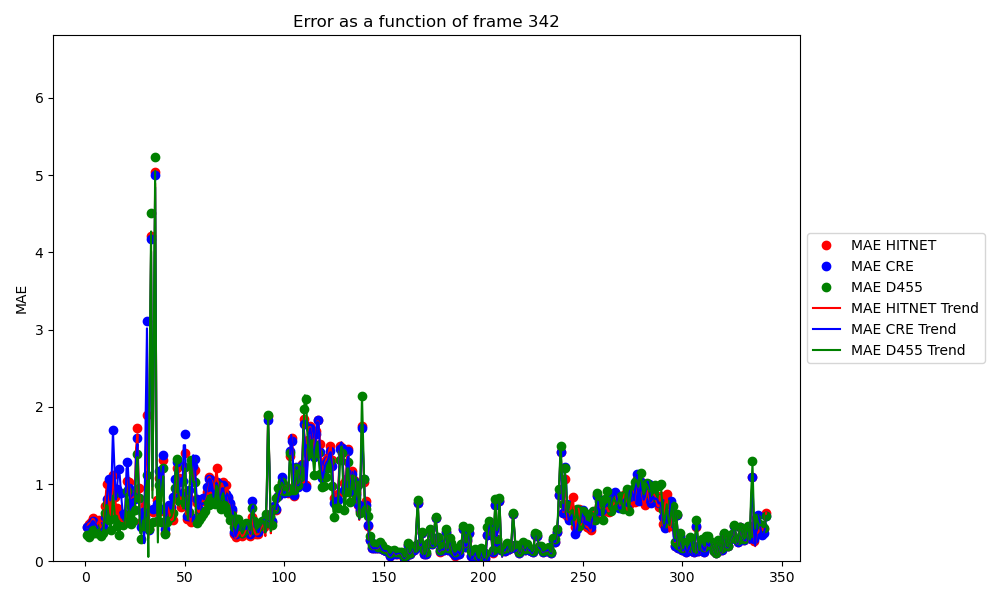 Error as a function of frame 342
MAE
6
5
4
3
2
1
0
0 50 100 150 200 250 300 350
MAE HITNET
MAE CRE
MAE D455
MAE HITNET Trend
MAE CRE Trend
MAE D455 Trend